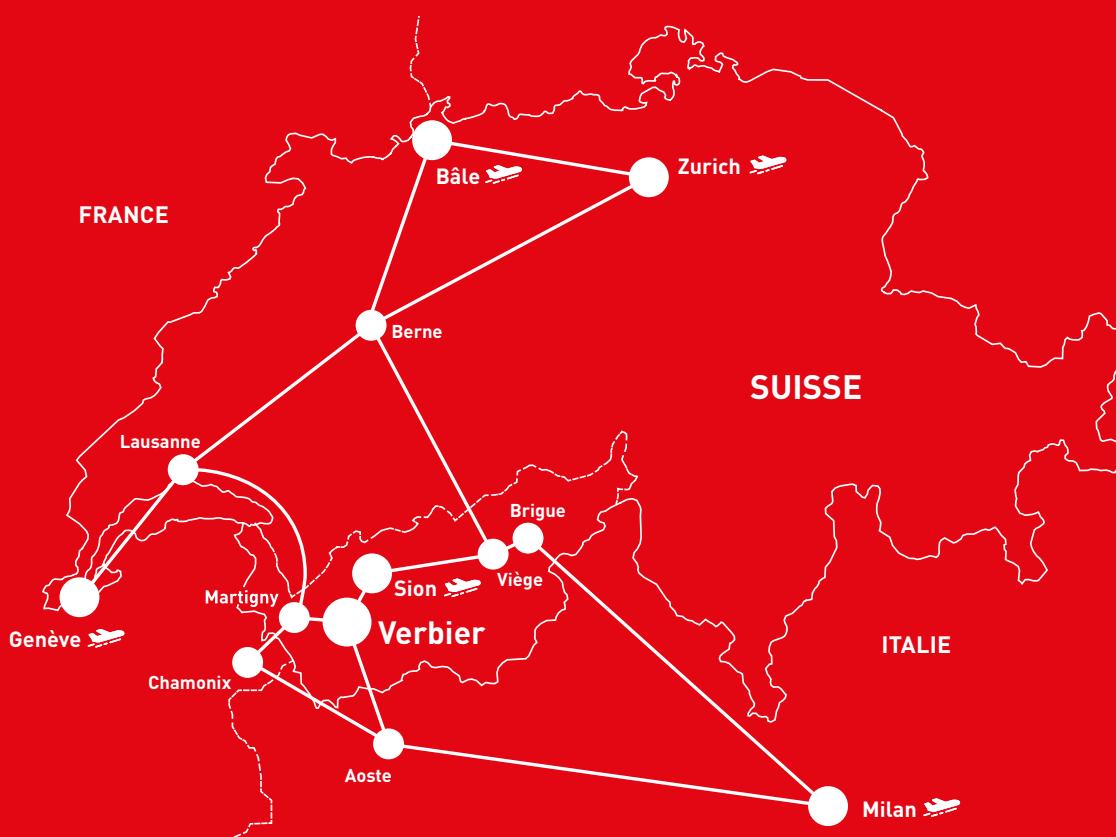 Bâle
Zurich
FRANCE
Berne
SUISSE
Lausanne
Brigue
Viège
Sion
Martigny
Verbier
Genève
ITALIE
Chamonix
Aoste
Milan